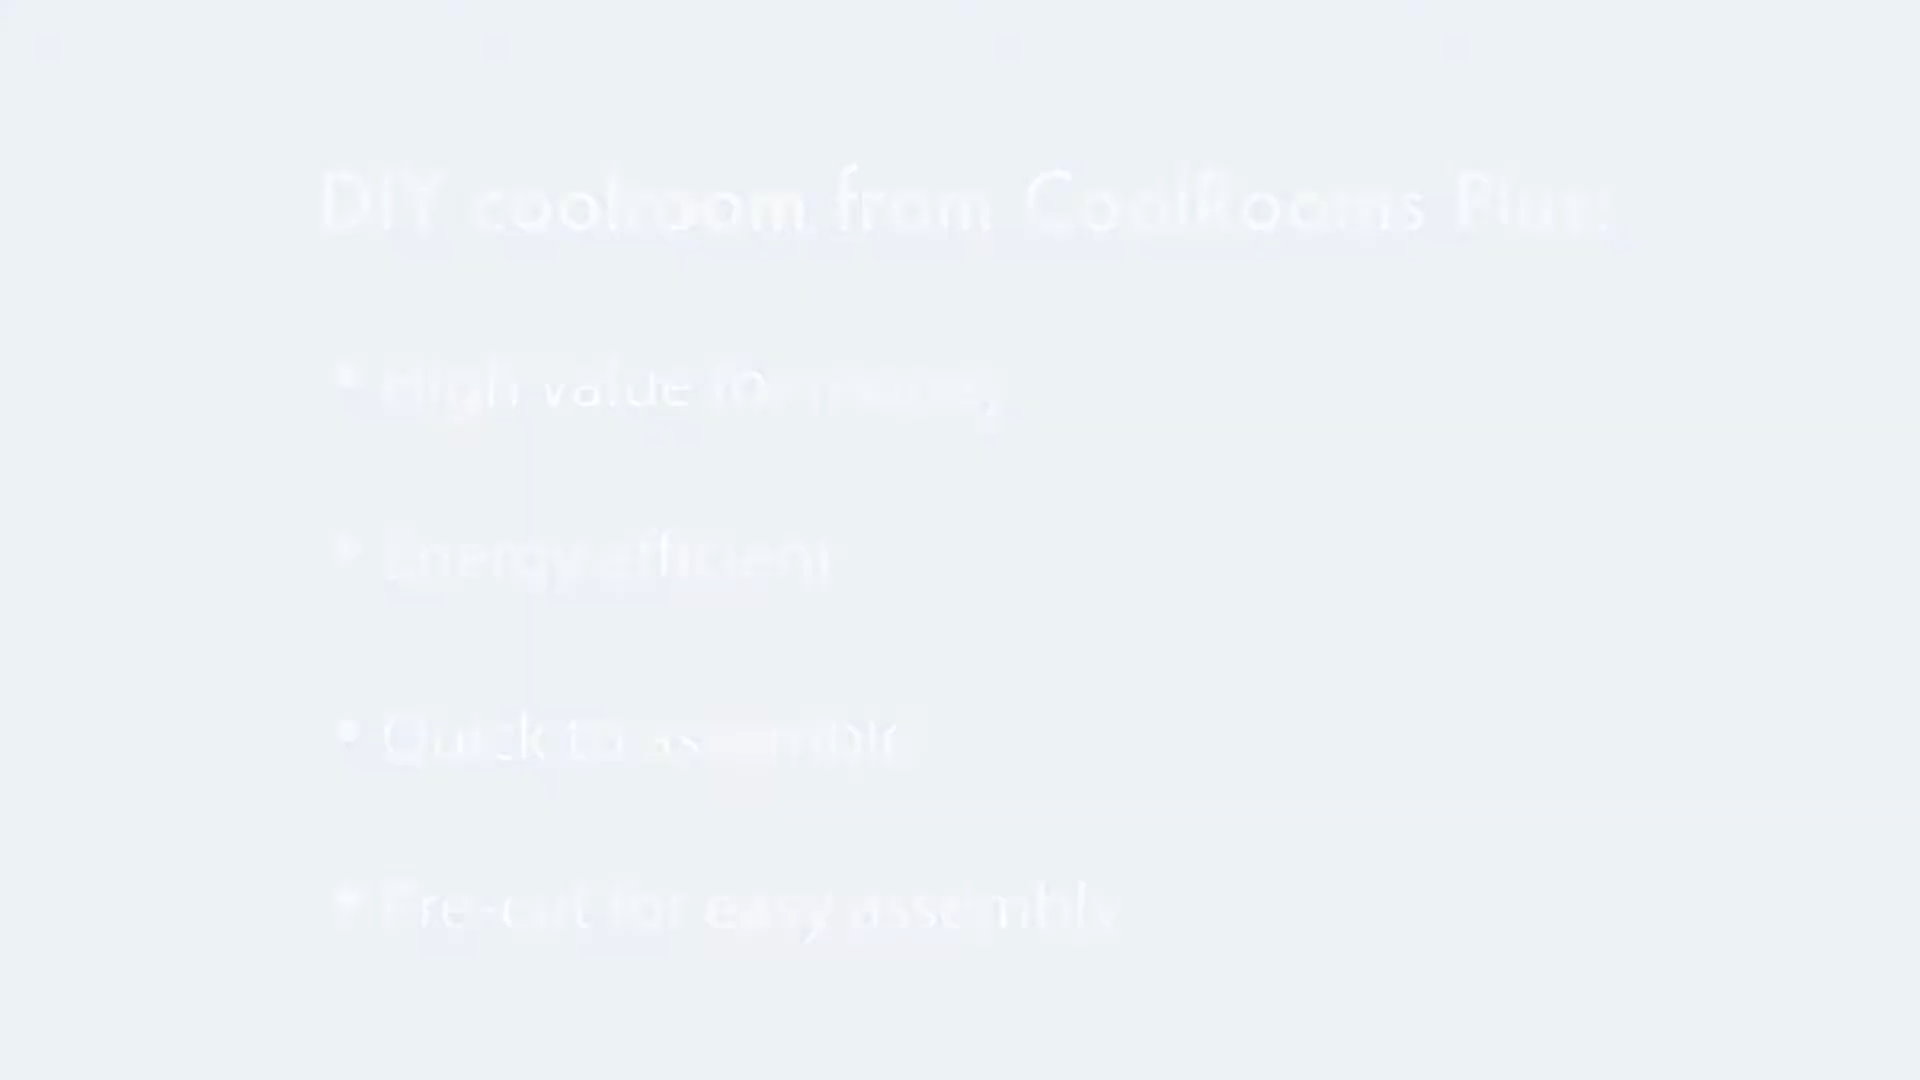 DIY coolroom from CoolRooms Plus:
• High value for money
• Energy efficient
• Quick to assemble
• Pre-cut for easy assembly